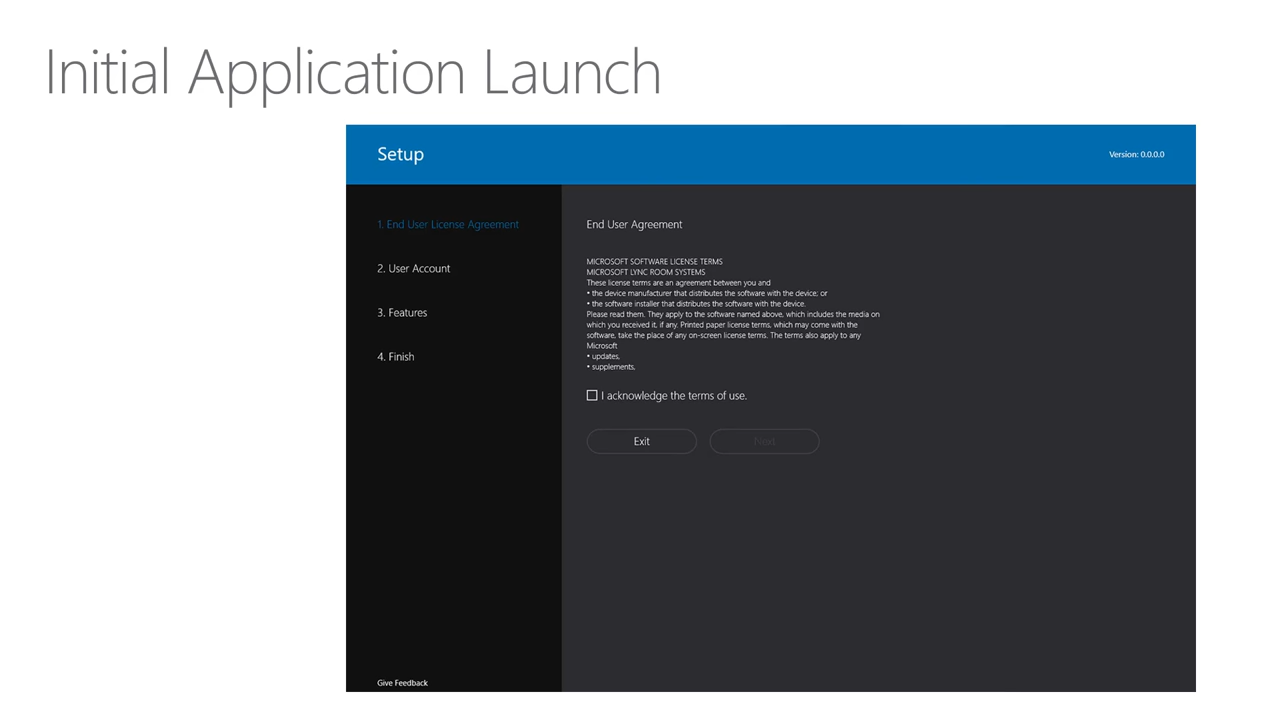 Initial Application Launch
Setup
Version: 0.0.0.0
1. End User License Agreement
2. User Account
3. Features
4. Finish
Give Feedback
End User Agreement
MICROSOFT SOFTWARE LICENSE TERMS
MICROSOFT LYNC ROOM SYSTEMS
These license terms are an agreement between you and
• the device manufacturer that distributes the software with the device; or
• the software installer that distributes the software with the device.
Please read them. They apply to the software named above, which includes the media on
which you received it, if any. Printed paper license terms, which may come with the
software, take the place of any on-screen license terms. The terms also apply to any
Microsoft
• updates,
• supplements,
I acknowledge the terms of use.
Exit
Next